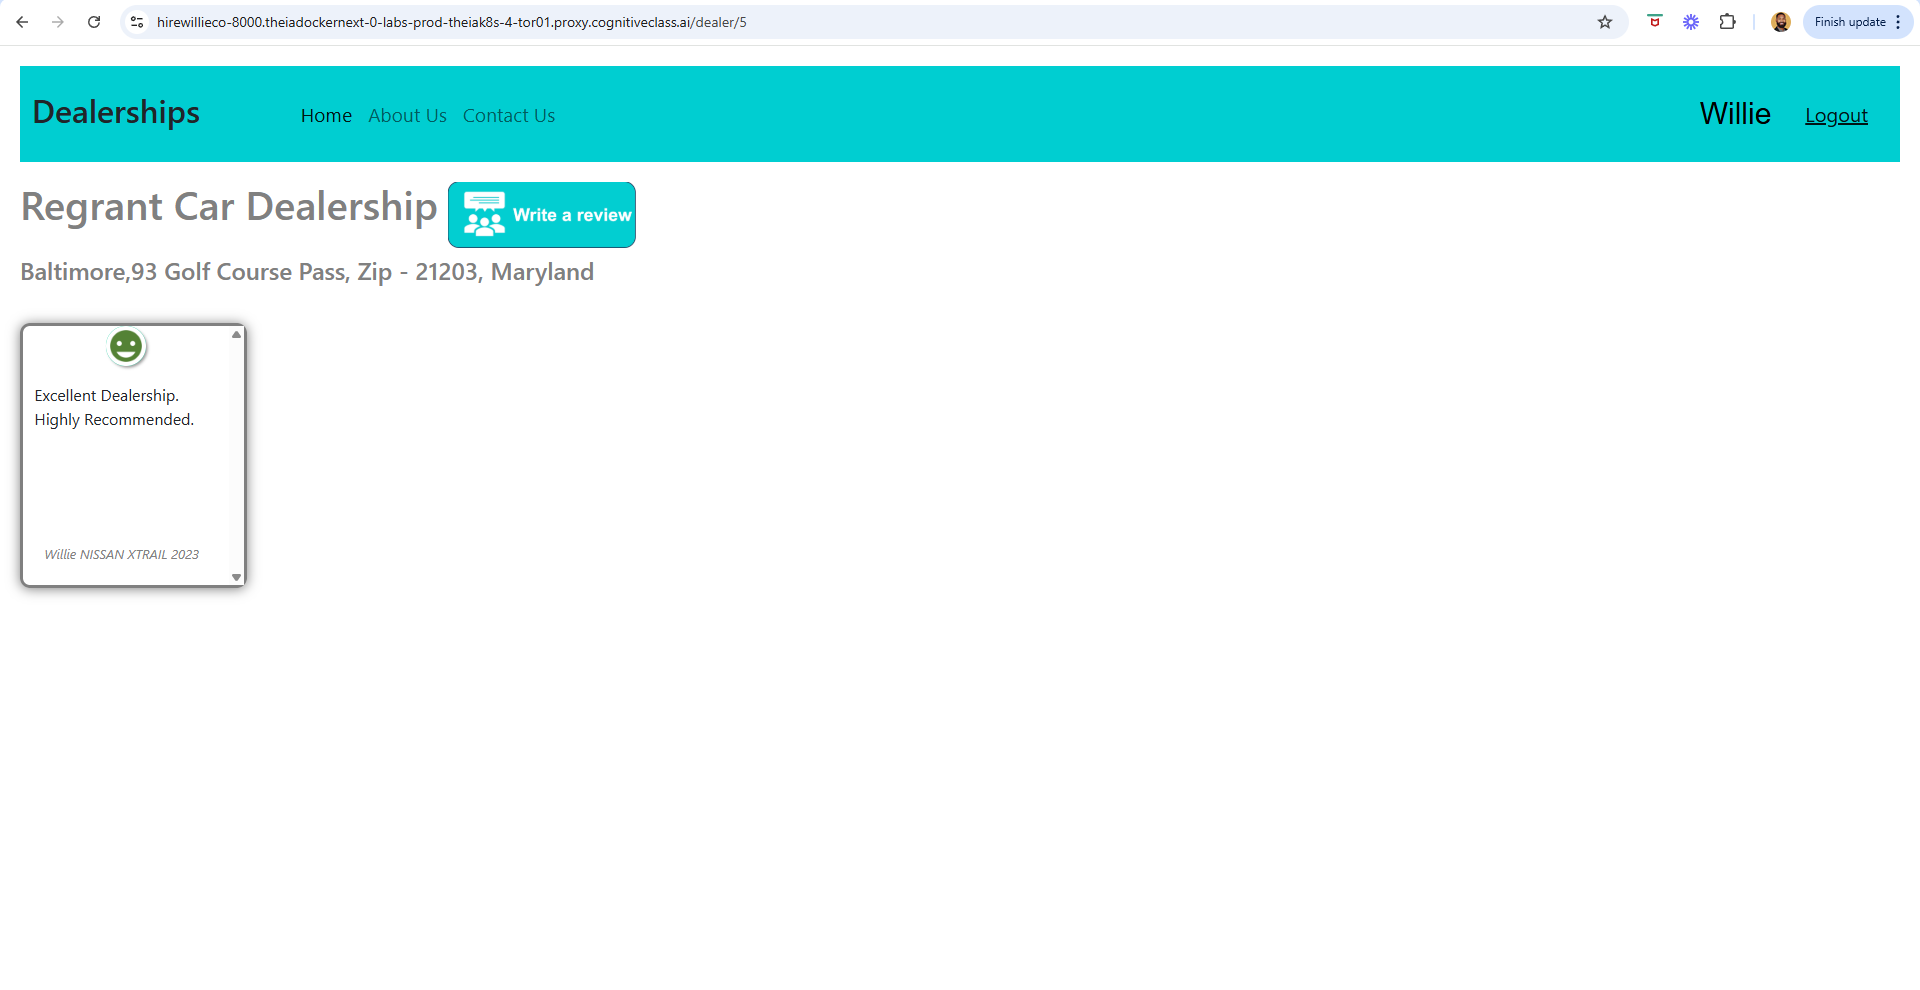 hirewillieco-8000.theiadockernext-0-labs-prod-theiak8s-4-tor01.proxy.cognitiveclass.ai/dealer/5
Finish update
Dealerships
Home About Us Contact Us
Willie Logout
Regrant Car Dealership
Write a review
Baltimore,93 Golf Course Pass, Zip - 21203, Maryland
Excellent Dealership.
Highly Recommended.
Willie NISSAN XTRAIL 2023